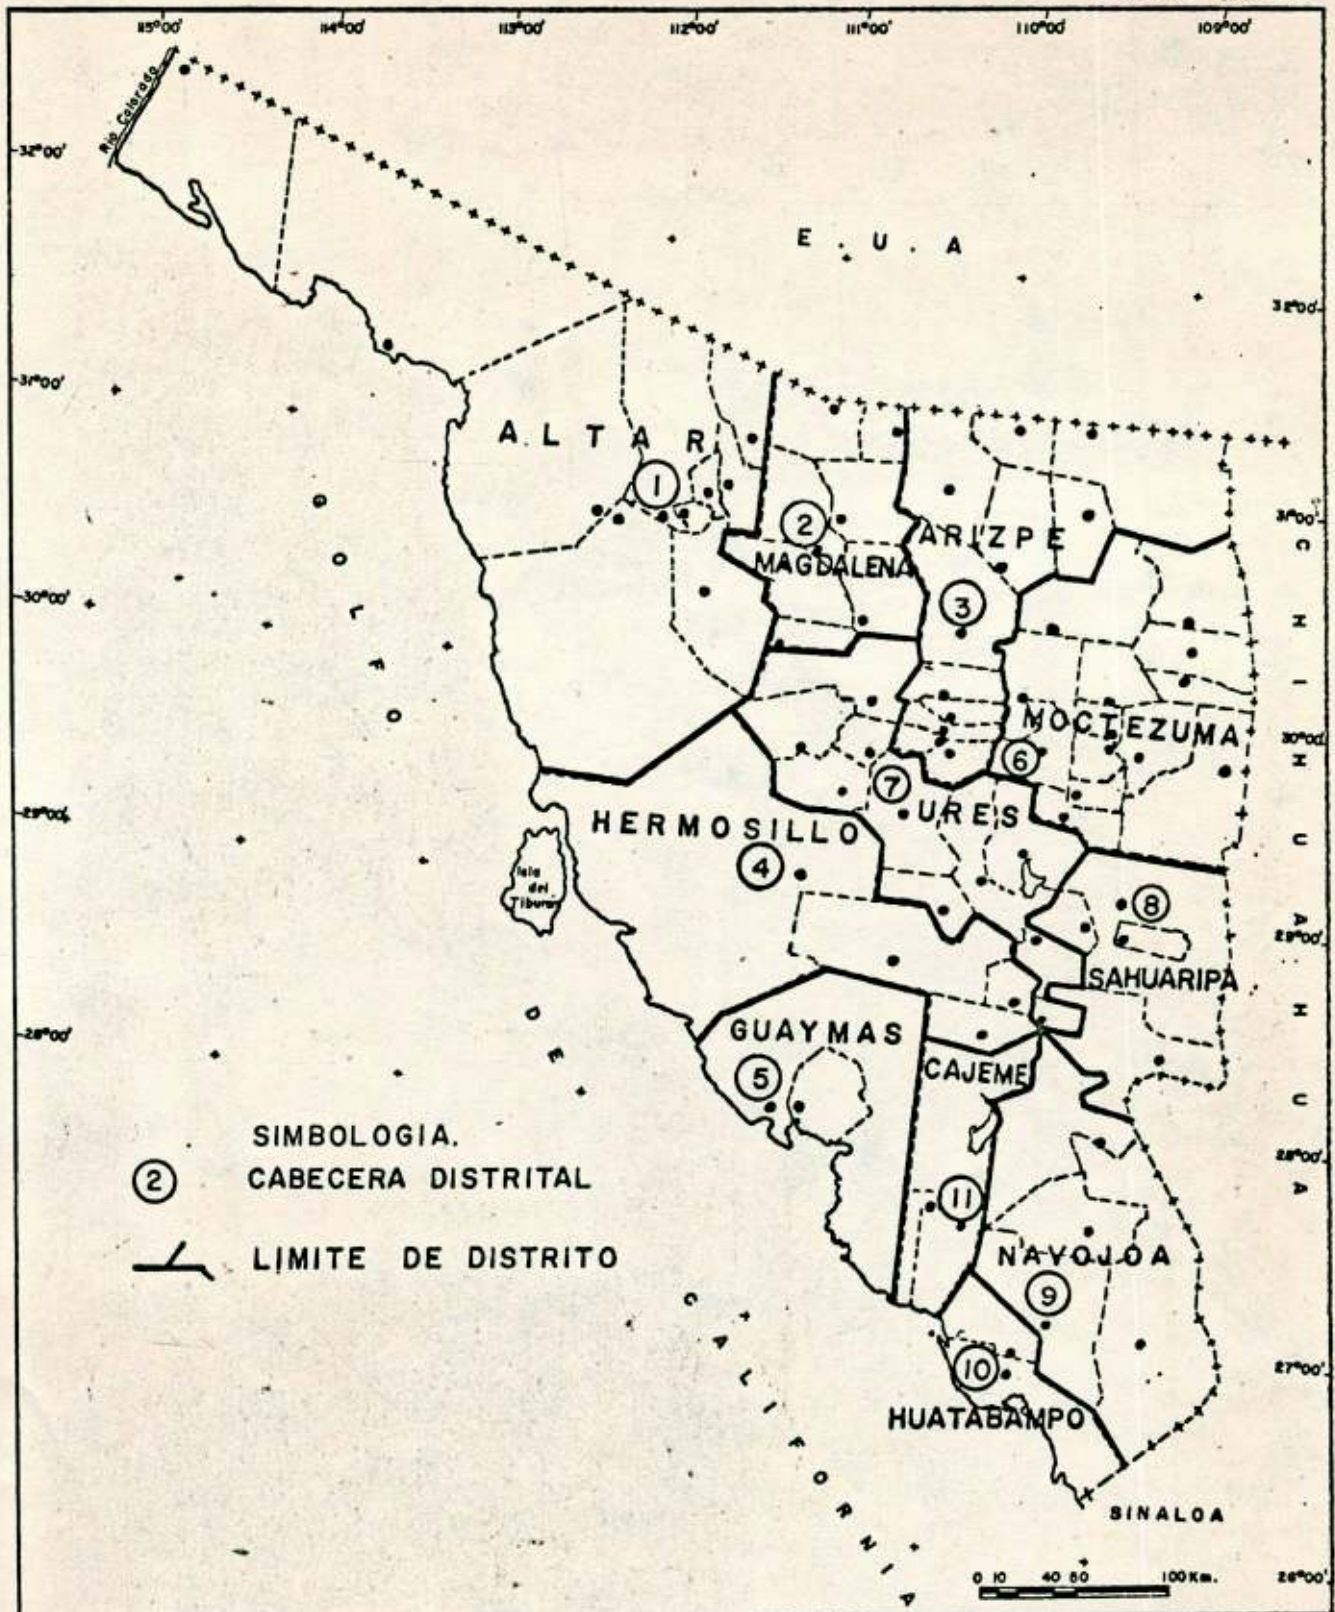 115°00' 114°00' 113°00' 112°00' 111°00' 110°00' 109°00'
Rio Colorado
32°00'
E. U. A
32°00'
31°00'
ALTAR
1
2
MAGDALENA
ARIZPE
31°00'
3
30°00'
MOCTEZUMA
30°00'
6
7
URES
29°00'
HERMOSILLO
4
Isla
del
Tiburon
8
29°00'
SAHUARIPA
28°00'
GUAYMAS
CAJEME
5
CHIHUAHUA
28°00'
SIMBOLOGIA.
2 CABECERA DISTRITAL
LIMITE DE DISTRITO
11
NAVOJOA
9
10
27°00'
HUATABAMPO
GOLFO DE CALIFORNIA
SINALOA
0 10 40 60 100 Km.
26°00'